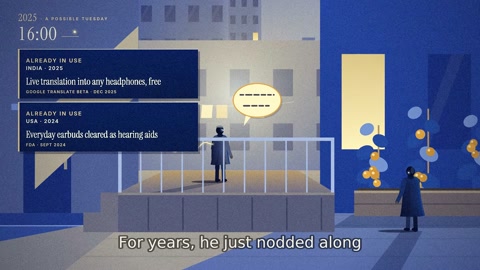 2025 · A POSSIBLE TUESDAY
16:00
ALREADY IN USE
INDIA · 2025
Live translation into any headphones, free
GOOGLE TRANSLATE BETA · DEC 2025
ALREADY IN USE
USA · 2024
Everyday earbuds cleared as hearing aids
FDA · SEPT 2024
For years, he just nodded along